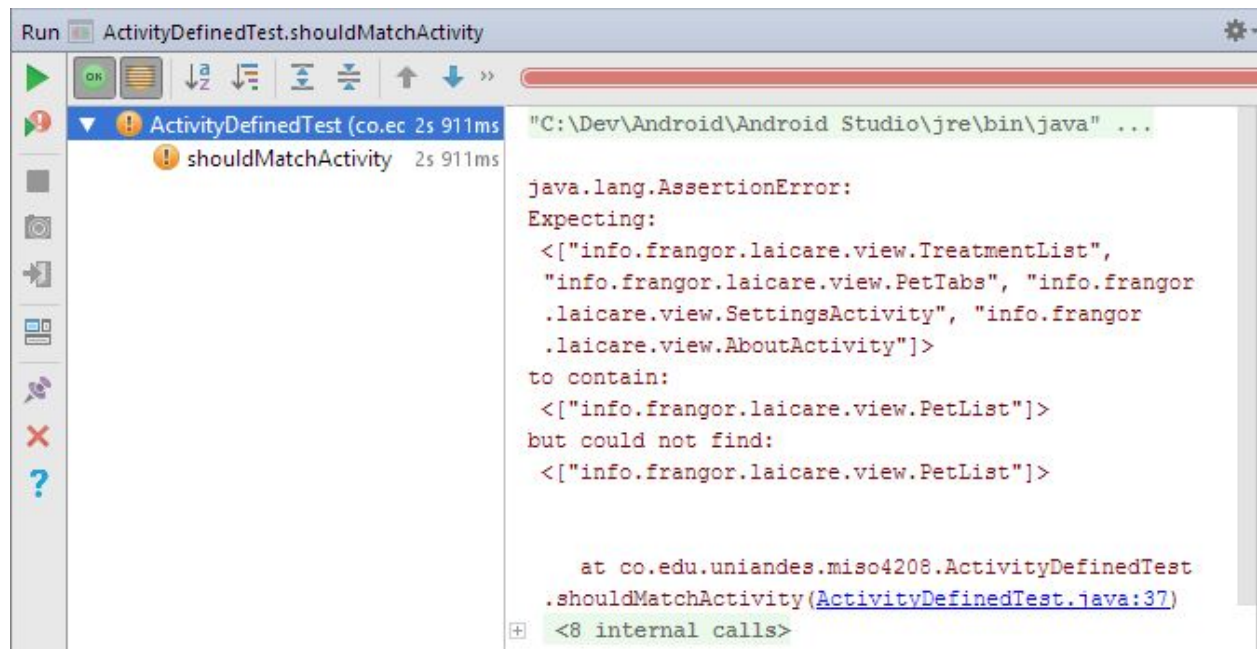 Run ActivityDefinedTest.shouldMatchActivity
OK
ActivityDefinedTest (co.ec 2s 911ms
shouldMatchActivity 2s 911ms
"C:\Dev\Android\Android Studio\jre\bin\java" ...
java.lang.AssertionError:
Expecting:
<["info.frangor.laicare.view.TreatmentList",
"info.frangor.laicare.view.PetTabs", "info.frangor
.laicare.view.SettingsActivity", "info.frangor
.laicare.view.AboutActivity"]>
to contain:
<["info.frangor.laicare.view.PetList"]>
but could not find:
<["info.frangor.laicare.view.PetList"]>
at co.edu.uniandes.miso4208.ActivityDefinedTest
.shouldMatchActivity(ActivityDefinedTest.java:37)
<8 internal calls>